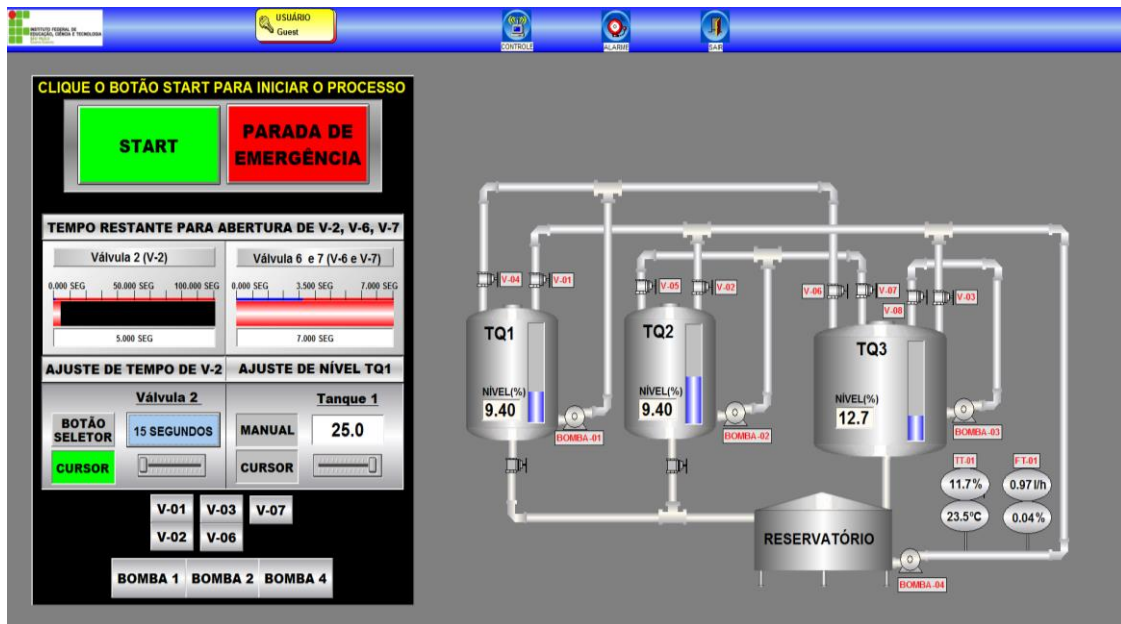 INSTITUTO FEDERAL DE
EDUCAÇÃO, CIÊNCIA E TECNOLOGIA
USUÁRIO
Guest
CONTROLE
ALARME
SAIR
CLIQUE O BOTÃO START PARA INICIAR O PROCESSO
START
PARADA DE
EMERGÊNCIA
TEMPO RESTANTE PARA ABERTURA DE V-2, V-6, V-7
Válvula 2 (V-2)
Válvula 6 e 7 (V-6 e V-7)
0.000 SEG 50.000 SEG 100.000 SEG
0.000 SEG 3.500 SEG 7.000 SEG
5.000 SEG
7.000 SEG
AJUSTE DE TEMPO DE V-2
AJUSTE DE NÍVEL TQ1
Válvula 2
Tanque 1
BOTÃO
SELETOR
15 SEGUNDOS
MANUAL
25.0
CURSOR
CURSOR
V-01 V-03 V-07
V-02 V-06
BOMBA 1 BOMBA 2 BOMBA 4
V-04
V-01
V-05
V-02
V-06
V-07
V-08
V-03
TQ1
TQ2
TQ3
NÍVEL(%)
9.40
NÍVEL(%)
9.40
NÍVEL(%)
12.7
BOMBA-01
BOMBA-02
BOMBA-03
TT-01
FT-01
11.7%
0.97 l/h
23.5ºC
0.04%
RESERVATÓRIO
BOMBA-04